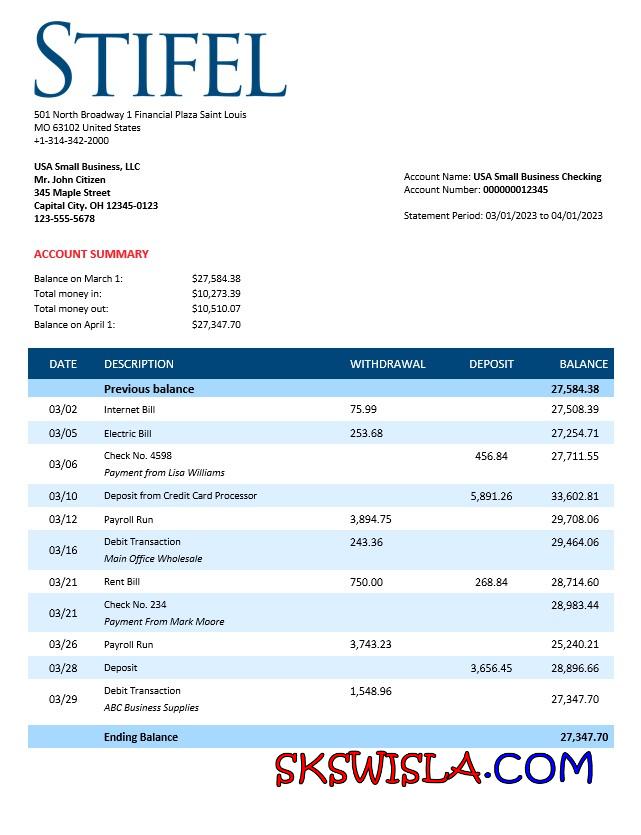 STIFEL
501 North Broadway 1 Financial Plaza Saint Louis
MO 63102 United States
+1-314-342-2000
USA Small Business, LLC
Mr. John Citizen
345 Maple Street
Capital City. OH 12345-0123
123-555-5678
Account Name: USA Small Business Checking
Account Number: 000000012345
Statement Period: 03/01/2023 to 04/01/2023
ACCOUNT SUMMARY
Balance on March 1: $27,584.38
Total money in: $10,273.39
Total money out: $10,510.07
Balance on April 1: $27,347.70
DATE DESCRIPTION WITHDRAWAL DEPOSIT BALANCE
Previous balance 27,584.38
03/02 Internet Bill 75.99 27,508.39
03/05 Electric Bill 253.68 27,254.71
03/06 Check No. 4598 456.84 27,711.55
Payment from Lisa Williams
03/10 Deposit from Credit Card Processor 5,891.26 33,602.81
03/12 Payroll Run 3,894.75 29,708.06
03/16 Debit Transaction 243.36 29,464.06
Main Office Wholesale
03/21 Rent Bill 750.00 268.84 28,714.60
03/21 Check No. 234 28,983.44
Payment From Mark Moore
03/26 Payroll Run 3,743.23 25,240.21
03/28 Deposit 3,656.45 28,896.66
03/29 Debit Transaction 1,548.96 27,347.70
ABC Business Supplies
Ending Balance 27,347.70
SKSWISLA.COM